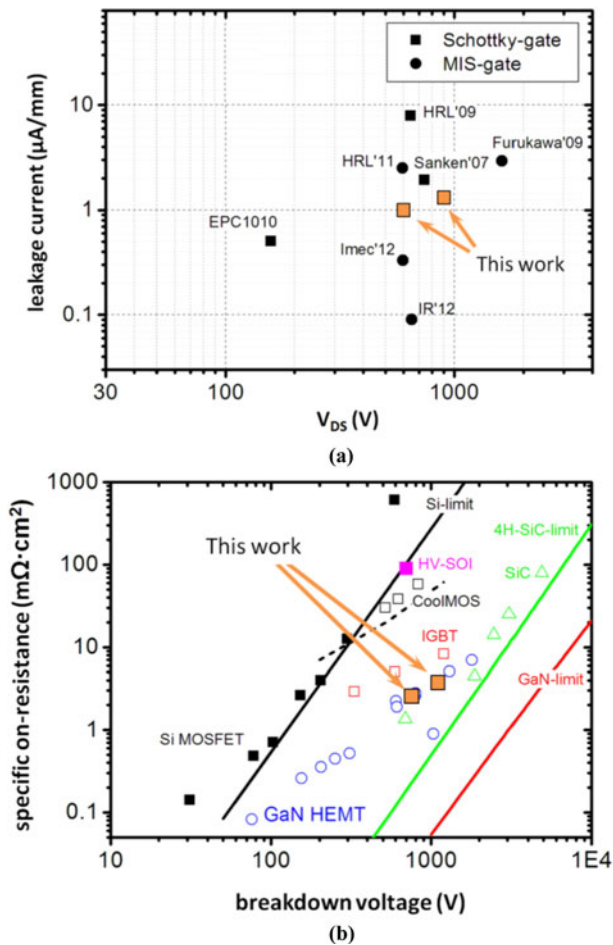 Schottky-gate
MIS-gate
leakage current (µA/mm)
10
1
0.1
HRL'09
Furukawa'09
HRL'11
Sanken'07
EPC1010
Imec'12
This work
IR'12
30
100
1000
V_DS (V)
(a)
specific on-resistance (mΩ·cm²)
1000
100
10
1
0.1
Si-limit
This work
4H-SiC-limit
HV-SOI
SiC
CoolMOS
IGBT
GaN-limit
Si MOSFET
GaN HEMT
10
100
1000
1E4
breakdown voltage (V)
(b)